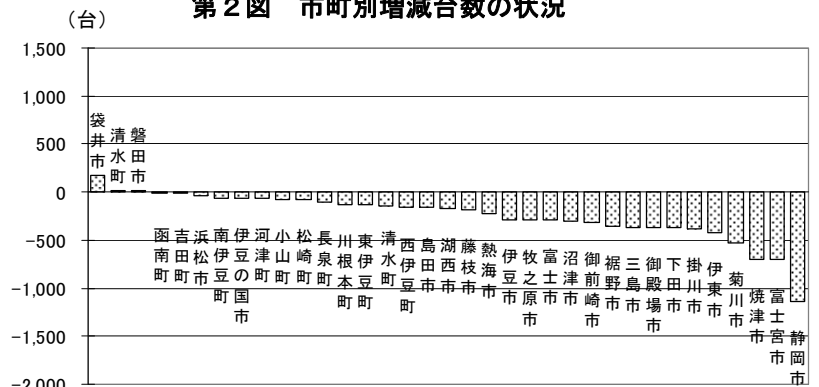 第２図　市町別増減台数の状況
（台）
1,500
1,000
500
0
-500
-1,000
-1,500
-2,000
袋井市
清水町
磐田市
函南町
吉田町
浜松市
南伊豆町
伊豆の国市
河津町
小山町
松崎町
長泉町
川根本町
東伊豆町
清水町
西伊豆町
島田市
湖西市
藤枝市
熱海市
伊豆市
牧之原市
富士市
沼津市
御前崎市
裾野市
三島市
御殿場市
下田市
掛川市
伊東市
菊川市
焼津市
富士宮市
静岡市